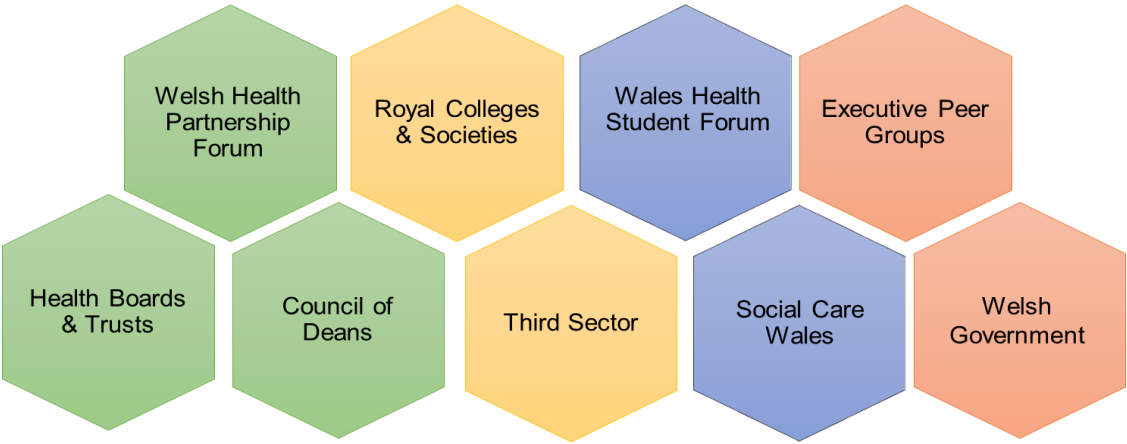 Welsh Health
Partnership
Forum
Royal Colleges
& Societies
Wales Health
Student Forum
Executive Peer
Groups
Health Boards
& Trusts
Council of
Deans
Third Sector
Social Care
Wales
Welsh
Government